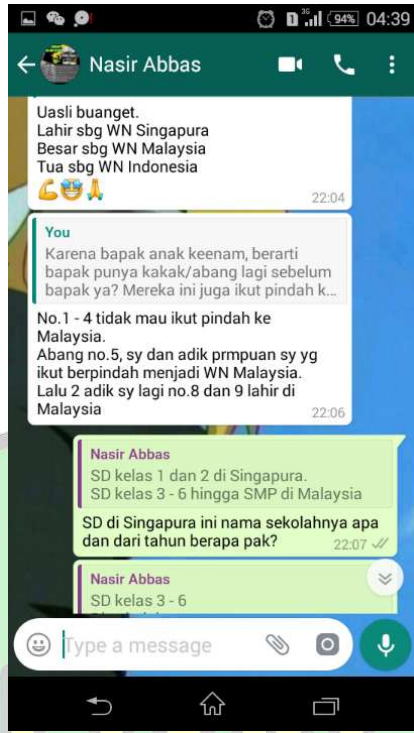 3G 94% 04:39
Nasir Abbas
Uasli buanget.
Lahir sbg WN Singapura
Besar sbg WN Malaysia
Tua sbg WN Indonesia
💪🤩🙏
22:04
You
Karena bapak anak keenam, berarti
bapak punya kakak/abang lagi sebelum
bapak ya? Mereka ini juga ikut pindah k...
No.1 - 4 tidak mau ikut pindah ke
Malaysia.
Abang no.5, sy dan adik prmpuan sy yg
ikut berpindah menjadi WN Malaysia.
Lalu 2 adik sy lagi no.8 dan 9 lahir di
Malaysia
22:06
Nasir Abbas
SD kelas 1 dan 2 di Singapura.
SD kelas 3 - 6 hingga SMP di Malaysia
SD di Singapura ini nama sekolahnya apa
dan dari tahun berapa pak?
22:07
Nasir Abbas
SD kelas 3 - 6
Type a message